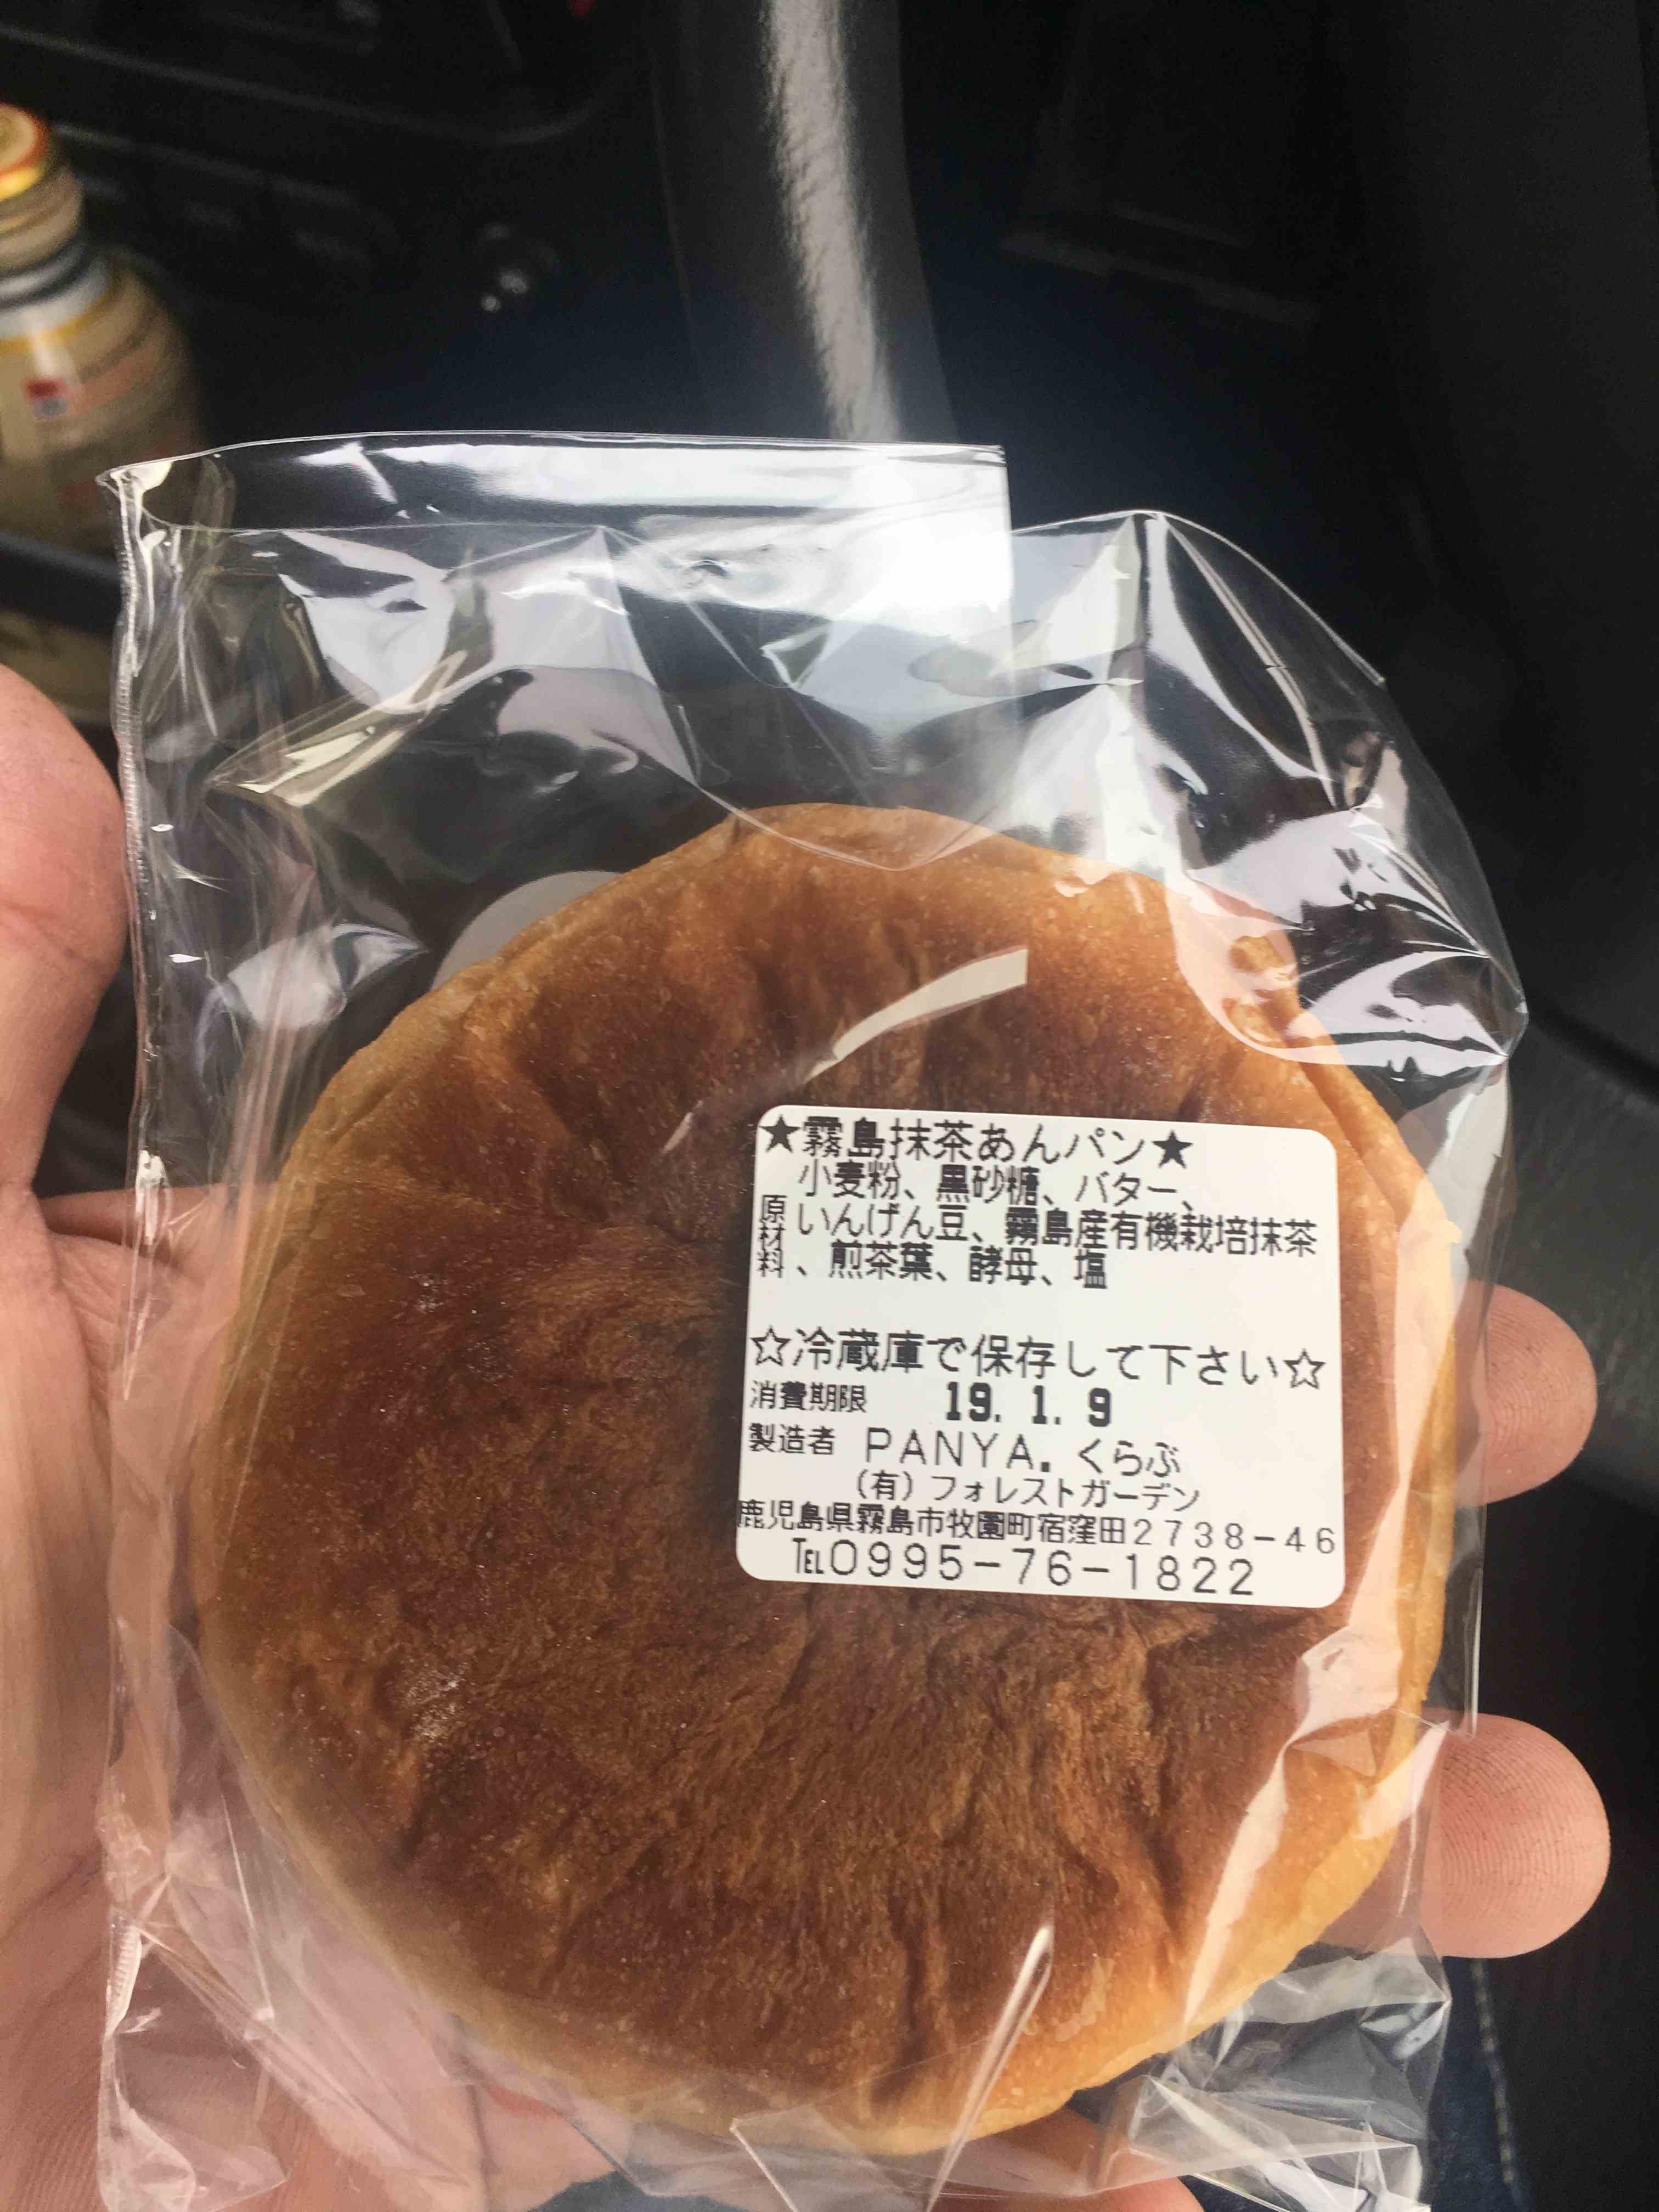 ★霧島抹茶あんパン★
小麦粉、黒砂糖、バター、
原材料 いんげん豆、霧島産有機栽培抹茶
、煎茶葉、酵母、塩
☆冷蔵庫で保存して下さい☆
消費期限 19. 1. 9
製造者 PANYA. くらぶ
(有)フォレストガーデン
鹿児島県霧島市牧園町宿窪田2738-46
℡0995-76-1822